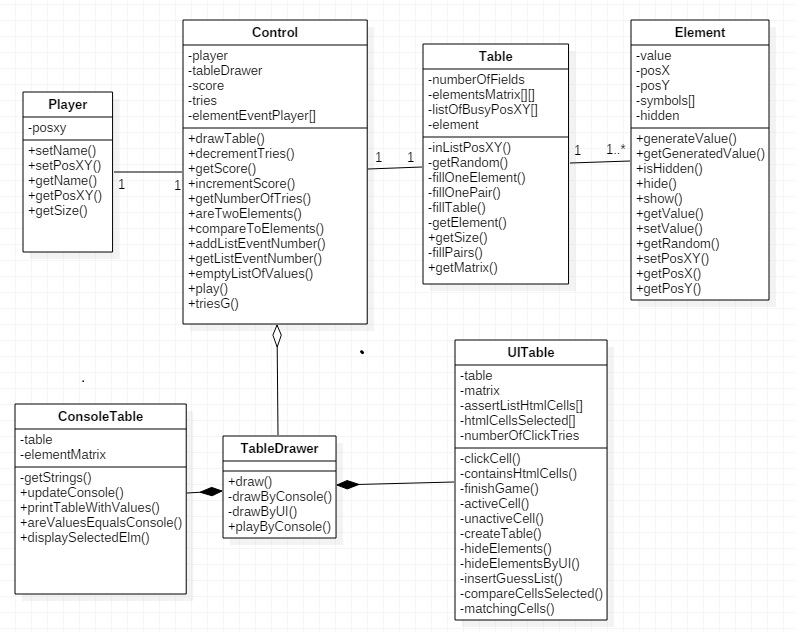 Control
-player
-tableDrawer
-score
-tries
-elementEventPlayer[]
+drawTable()
+decrementTries()
+getScore()
+incrementScore()
+getNumberOfTries()
+areTwoElements()
+compareToElements()
+addListEventNumber()
+getListEventNumber()
+emptyListOfValues()
+play()
+triesG()
Table
-numberOfFields
-elementsMatrix[][]
-listOfBusyPosXY[]
-element
-inListPosXY()
-getRandom()
-fillOneElement()
-fillOnePair()
-fillTable()
-getElement()
+getSize()
-fillPairs()
+getMatrix()
Element
-value
-posX
-posY
-symbols[]
-hidden
+generateValue()
+getGeneratedValue()
+isHidden()
+hide()
+show()
+getValue()
+setValue()
+getRandom()
+setPosXY()
+getPosX()
+getPosY()
Player
-posxy
+setName()
+setPosXY()
+getName()
+getPosXY()
+getSize()
1
1
1
1
1
1..*
UITable
-table
-matrix
-assertListHtmlCells[]
-htmlCellsSelected[]
-numberOfClickTries
-clickCell()
-containsHtmlCells()
-finishGame()
-activeCell()
-unactiveCell()
-createTable()
-hideElements()
-hideElementsByUI()
-insertGuessList()
-compareCellsSelected()
-matchingCells()
ConsoleTable
-table
-elementMatrix
-getStrings()
+updateConsole()
+printTableWithValues()
+areValuesEqualsConsole()
+displaySelectedElm()
TableDrawer
+draw()
-drawByConsole()
-drawByUI()
+playByConsole()